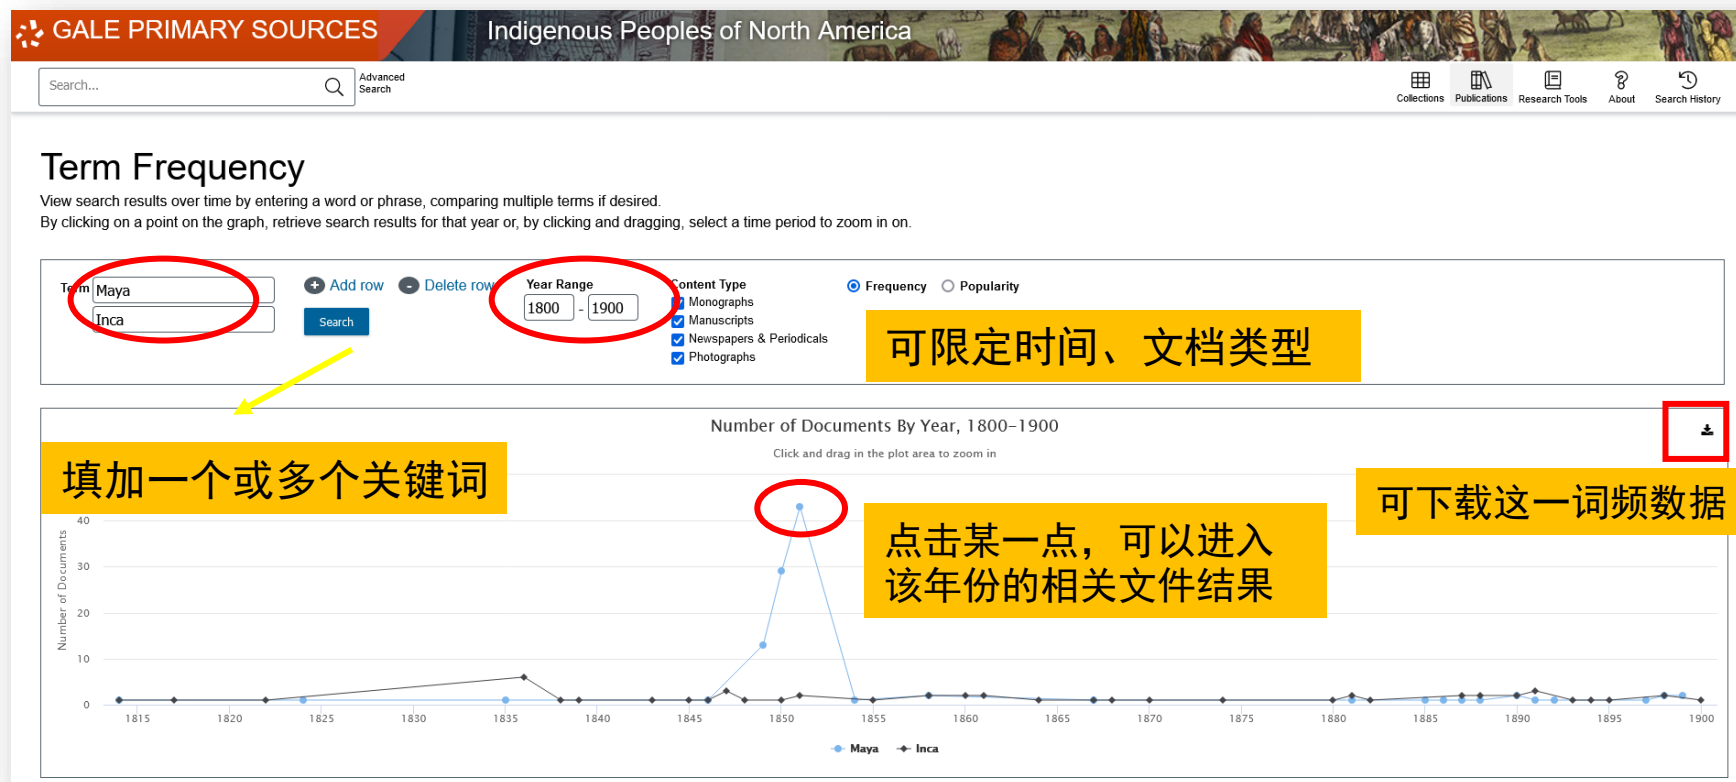 GALE PRIMARY SOURCES
Indigenous Peoples of North America
Search...
Advanced
Search
Collections
Publications
Research Tools
About
Search History
Term Frequency
View search results over time by entering a word or phrase, comparing multiple terms if desired.
By clicking on a point on the graph, retrieve search results for that year or, by clicking and dragging, select a time period to zoom in on.
Term
Maya
Inca
Add row
Delete row
Search
Year Range
1800 - 1900
Content Type
Monographs
Manuscripts
Newspapers & Periodicals
Photographs
Frequency
Popularity
可限定时间、文档类型
Number of Documents By Year, 1800-1900
Click and drag in the plot area to zoom in
填加一个或多个关键词
可下载这一词频数据
点击某一点，可以进入
该年份的相关文件结果
Number of Documents
40
30
20
10
0
1815 1820 1825 1830 1835 1840 1845 1850 1855 1860 1865 1870 1875 1880 1885 1890 1895 1900
Maya Inca